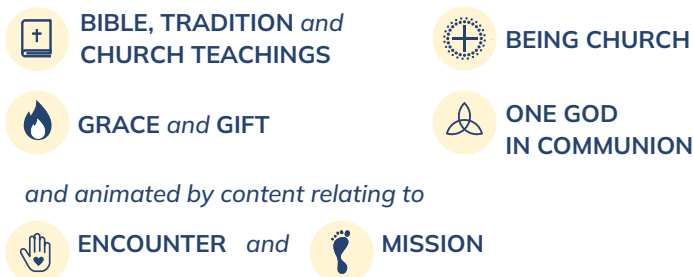 BIBLE, TRADITION and
CHURCH TEACHINGS
BEING CHURCH
GRACE and GIFT
ONE GOD
IN COMMUNION
and animated by content relating to
ENCOUNTER and MISSION